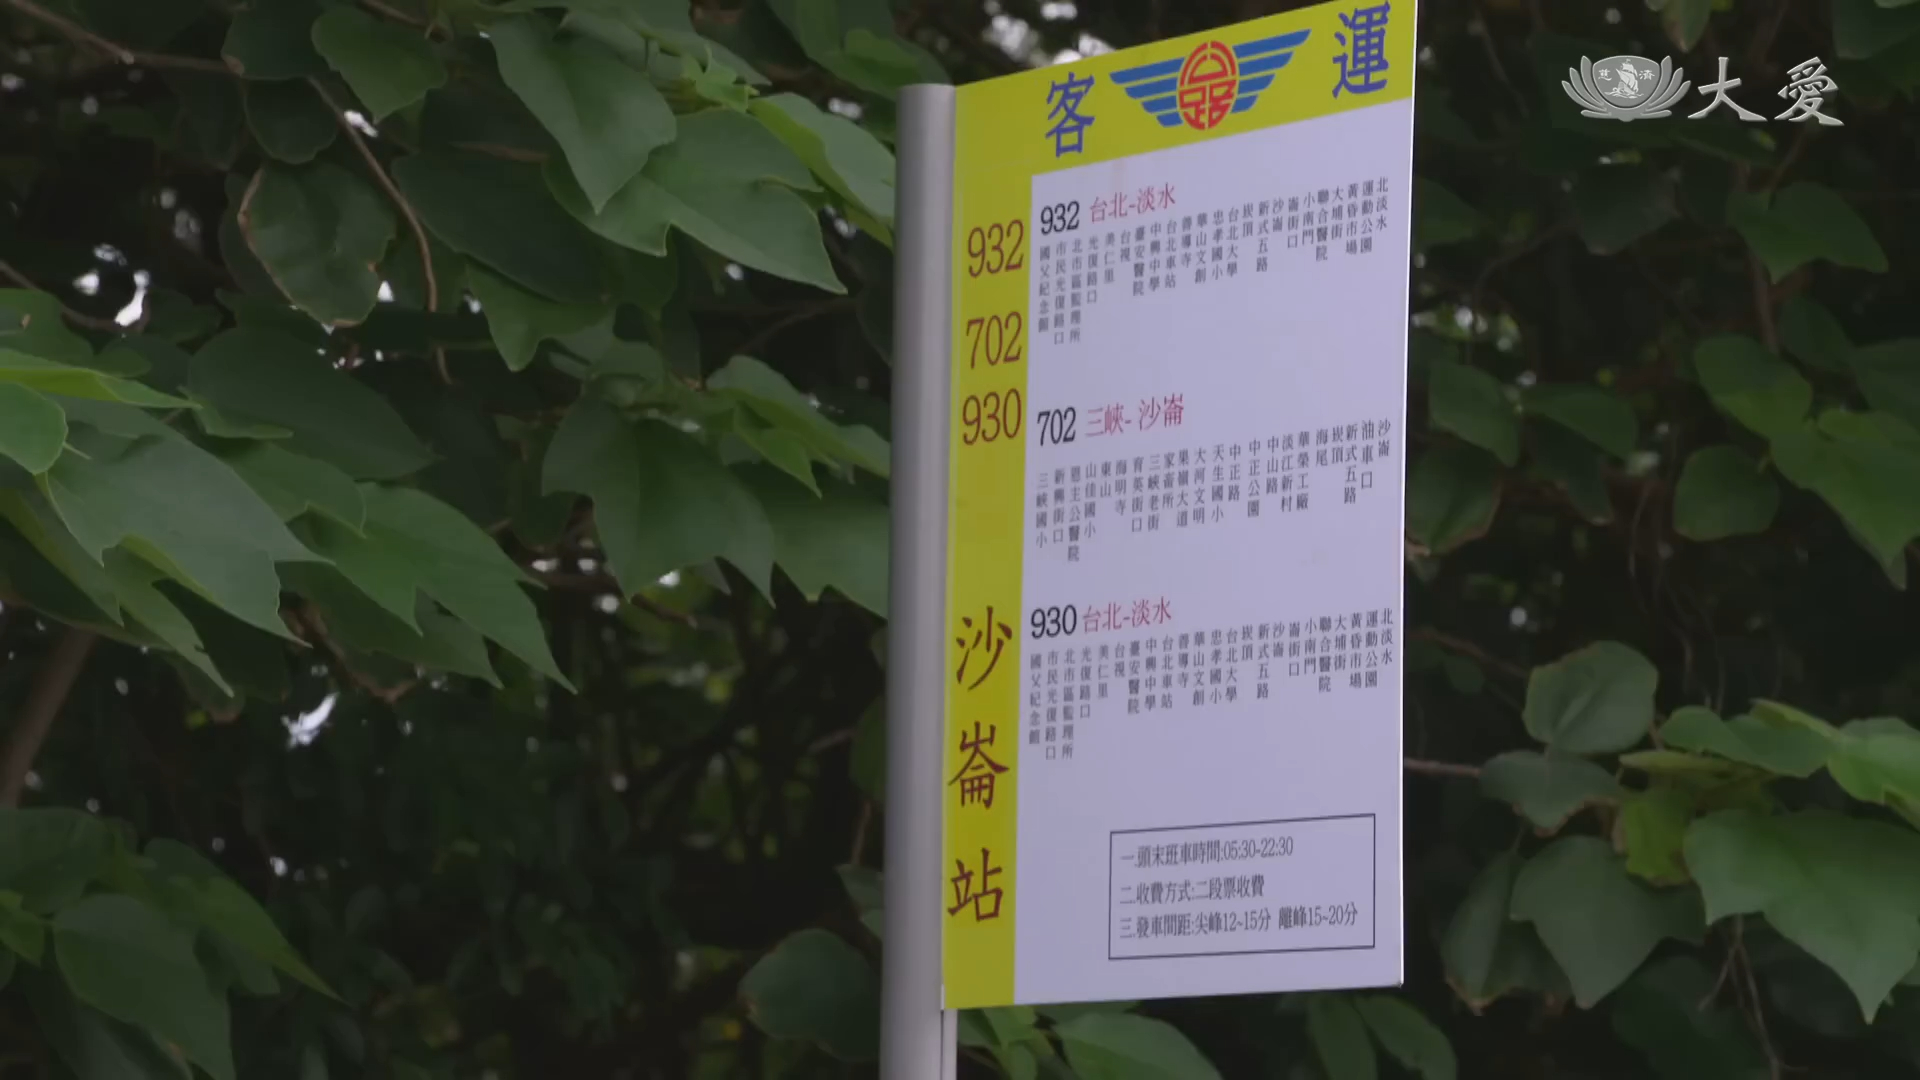 慈濟
大愛
客運
932
702
930
沙崙站
932 台北-淡水
國父紀念館
市民光復路口
北市區監理所
光復路口
美仁里
台視
臺安醫院
中興中學
台北車站
善導寺
華山文創
忠孝國小
台北大學
崁頂
新式五路
沙崙
崙街口
小南門
聯合醫院
大埔街
黃昏市場
運動公園
北淡水
702 三峽-沙崙
三峽國小
新興街口
恩主公醫院
山佳國小
東山
海明寺
育英街口
三峽老街
家畜所
果嶺大道
大河文明
天生國小
中正路
中正公園
中山路
淡江新村
華榮工廠
海尾
崁頂
新式五路
油車口
沙崙
930 台北-淡水
國父紀念館
市民光復路口
北市區監理所
光復路口
美仁里
台視
臺安醫院
中興中學
台北車站
善導寺
華山文創
忠孝國小
台北大學
崁頂
新式五路
沙崙
崙街口
小南門
聯合醫院
大埔街
黃昏市場
運動公園
北淡水
一.頭末班車時間:05:30-22:30
二.收費方式:二段票收費
三.發車間距:尖峰12~15分 離峰15~20分